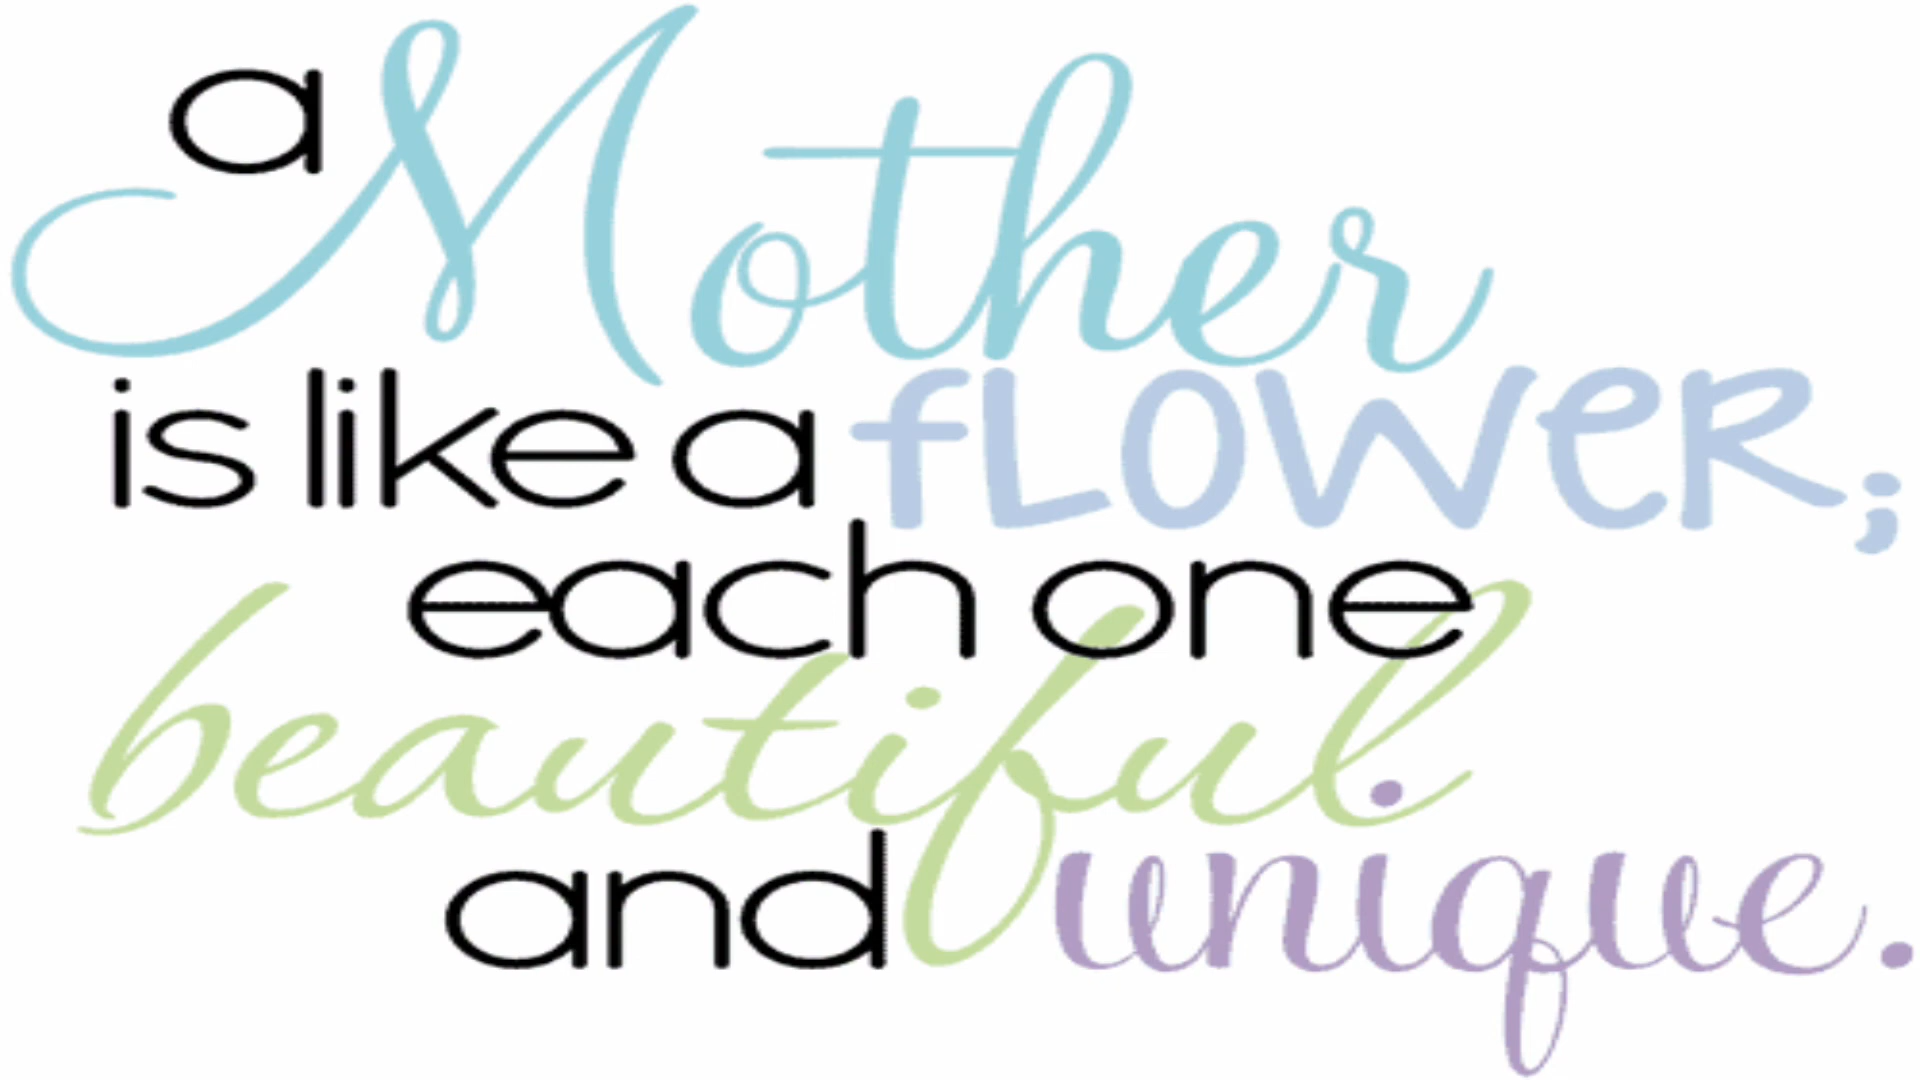 a Mother
is like a fLOWeR;
each one
beautiful
and unique.